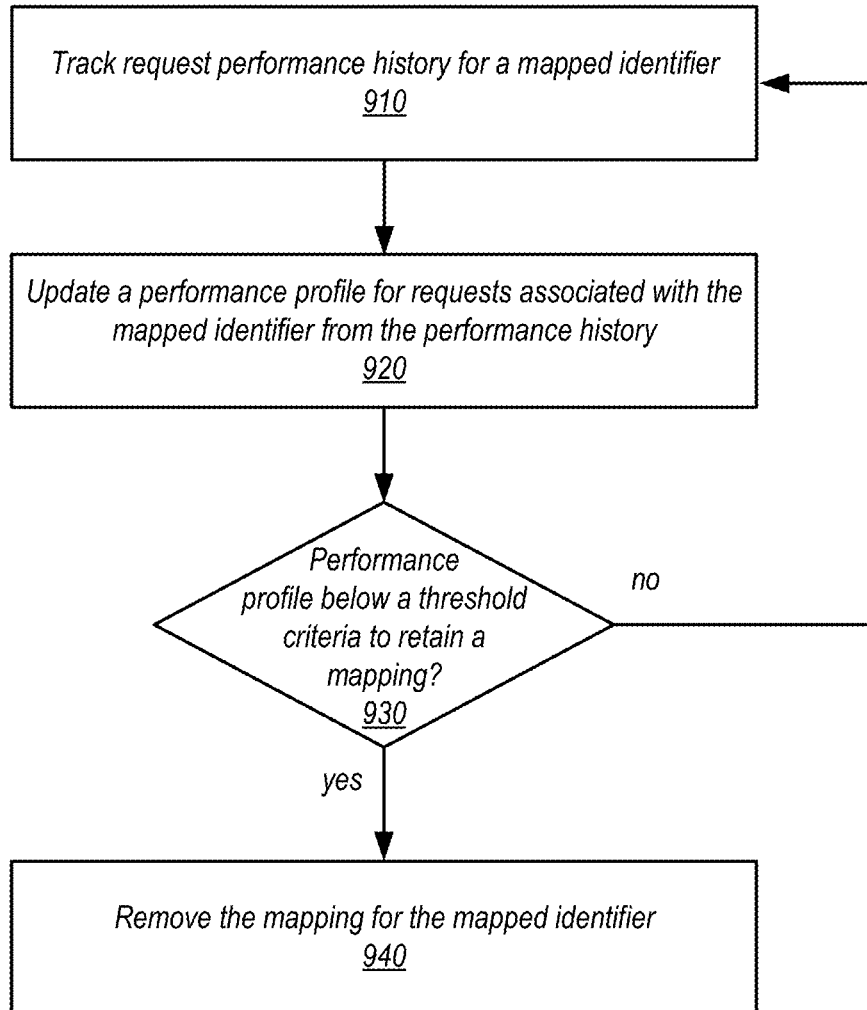 Track request performance history for a mapped identifier
910
Update a performance profile for requests associated with the
mapped identifier from the performance history
920
Performance
profile below a threshold
criteria to retain a
mapping?
930
no
yes
Remove the mapping for the mapped identifier
940